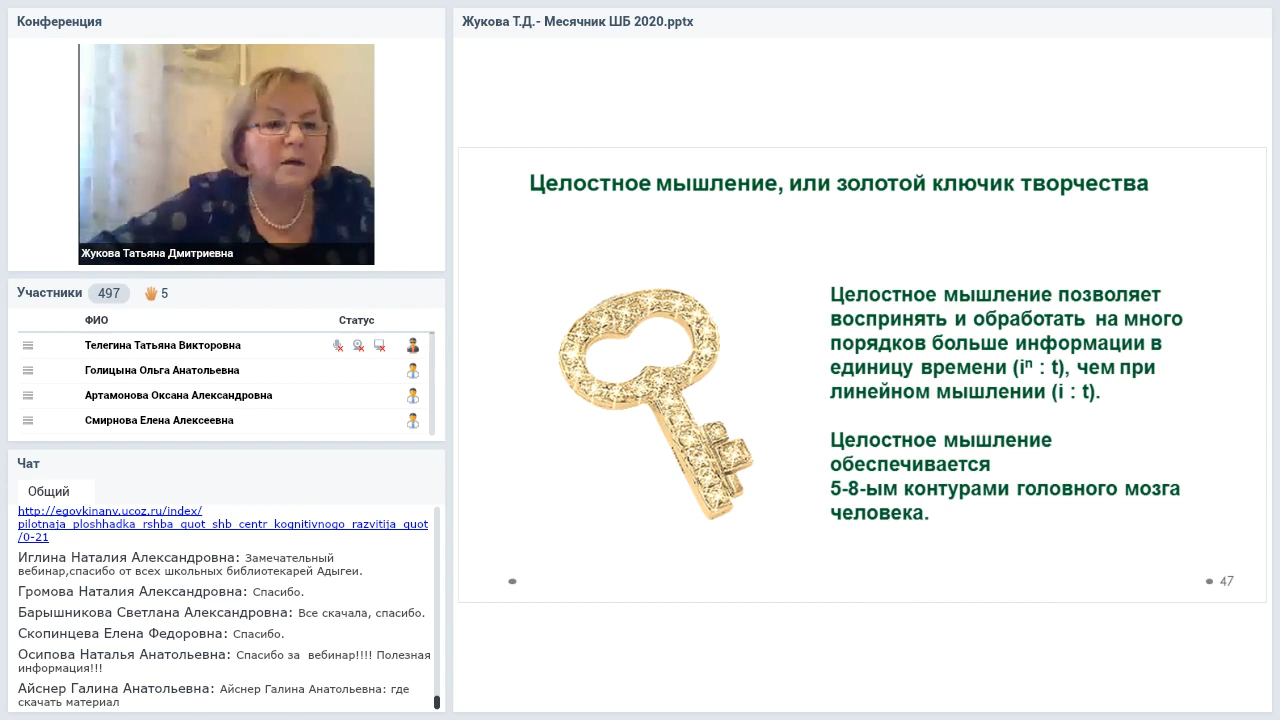 Конференция
Жукова Татьяна Дмитриевна
Участники 497 5
ФИО Статус
Телегина Татьяна Викторовна
Голицына Ольга Анатольевна
Артамонова Оксана Александровна
Смирнова Елена Алексеевна
Чат
Общий
http://egovkinanv.ucoz.ru/index/
pilotnaja_ploshhadka_rshba_quot_shb_centr_kognitivnogo_razvitija_quot
/0-21
Иглина Наталия Александровна: Замечательный
вебинар,спасибо от всех школьных библиотекарей Адыгеи.
Громова Наталия Александровна: Спасибо.
Барышникова Светлана Александровна: Все скачала, спасибо.
Скопинцева Елена Федоровна: Спасибо.
Осипова Наталья Анатольевна: Спасибо за вебинар!!!! Полезная
информация!!!
Айснер Галина Анатольевна: Айснер Галина Анатольевна: где
скачать материал
Жукова Т.Д.- Месячник ШБ 2020.pptx
Целостное мышление, или золотой ключик творчества
Целостное мышление позволяет
воспринять и обработать на много
порядков больше информации в
единицу времени (iⁿ : t), чем при
линейном мышлении (i : t).
Целостное мышление
обеспечивается
5-8-ым контурами головного мозга
человека.
47